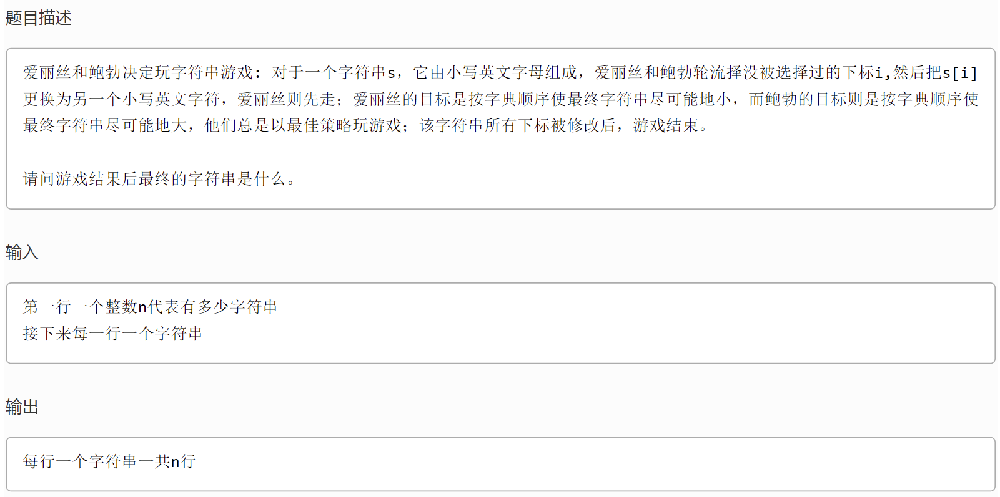 题目描述
爱丽丝和鲍勃决定玩字符串游戏: 对于一个字符串s，它由小写英文字母组成，爱丽丝和鲍勃轮流择没被选择过的下标i,然后把s[i]
更换为另一个小写英文字符，爱丽丝则先走；爱丽丝的目标是按字典顺序使最终字符串尽可能地小，而鲍勃的目标则是按字典顺序使
最终字符串尽可能地大，他们总是以最佳策略玩游戏；该字符串所有下标被修改后，游戏结束。
请问游戏结果后最终的字符串是什么。
输入
第一行一个整数n代表有多少字符串
接下来每一行一个字符串
输出
每行一个字符串一共n行